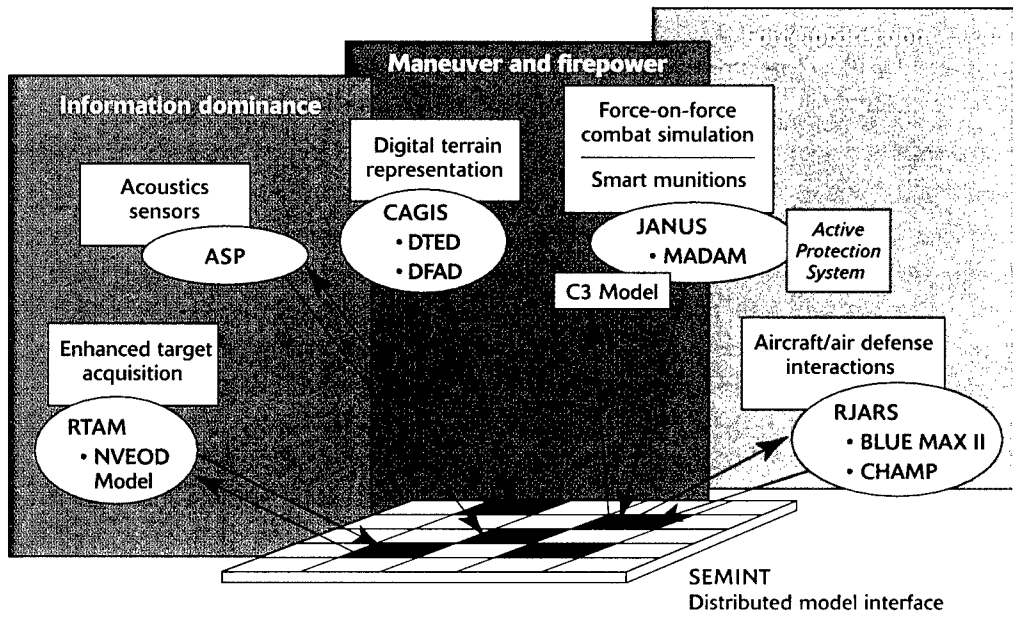 Maneuver and firepower
Information dominance
Force-on-force
combat simulation
Smart munitions
Digital terrain
representation
Acoustics
sensors
CAGIS
• DTED
• DFAD
JANUS
• MADAM
Active
Protection
System
ASP
C3 Model
Enhanced target
acquisition
Aircraft/air defense
interactions
RTAM
• NVEOD
Model
RJARS
• BLUE MAX II
• CHAMP
SEMINT
Distributed model interface